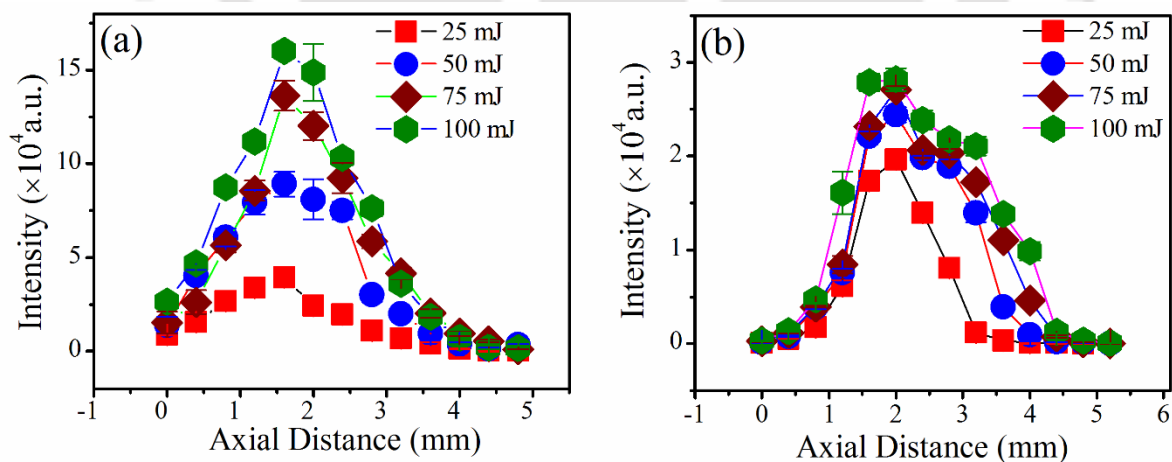 (a)
25 mJ
50 mJ
75 mJ
100 mJ
Intensity (×10⁴ a.u.)
15
10
5
0
-1 0 1 2 3 4 5
Axial Distance (mm)
(b)
25 mJ
50 mJ
75 mJ
100 mJ
Intensity (×10⁴ a.u.)
3
2
1
0
-1 0 1 2 3 4 5 6
Axial Distance (mm)